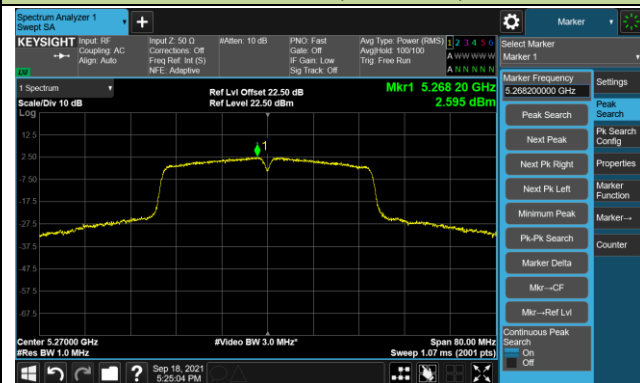 Spectrum Analyzer 1
Swept SA
Marker
KEYSIGHT
Input: RF
Coupling: AC
Align: Auto
Input Z: 50 Ω
Corrections: Off
Freq Ref: Int (S)
NFE: Adaptive
#Atten: 10 dB
PNO: Fast
Gate: Off
IF Gain: Low
Sig Track: Off
Avg Type: Power (RMS)
Avg|Hold: 100/100
Trig: Free Run
1 2 3 4 5 6
A W W W W W
A N N N N N
LXI
Select Marker
Marker 1
1 Spectrum
Scale/Div 10 dB
Log
Ref Lvl Offset 22.50 dB
Ref Level 22.50 dBm
Mkr1 5.268 20 GHz
2.595 dBm
12.5
2.50
-7.50
-17.5
-27.5
-37.5
-47.5
-57.5
-67.5
1
Center 5.27000 GHz
#Res BW 1.0 MHz
#Video BW 3.0 MHz*
Span 80.00 MHz
Sweep 1.07 ms (2001 pts)
Marker Frequency
5.268200000 GHz
Peak Search
Next Peak
Next Pk Right
Next Pk Left
Minimum Peak
Pk-Pk Search
Marker Delta
Mkr→CF
Mkr→Ref Lvl
Continuous Peak
Search
On
Off
Settings
Peak
Search
Pk Search
Config
Properties
Marker
Function
Marker→
Counter
?
Sep 18, 2021
5:25:04 PM